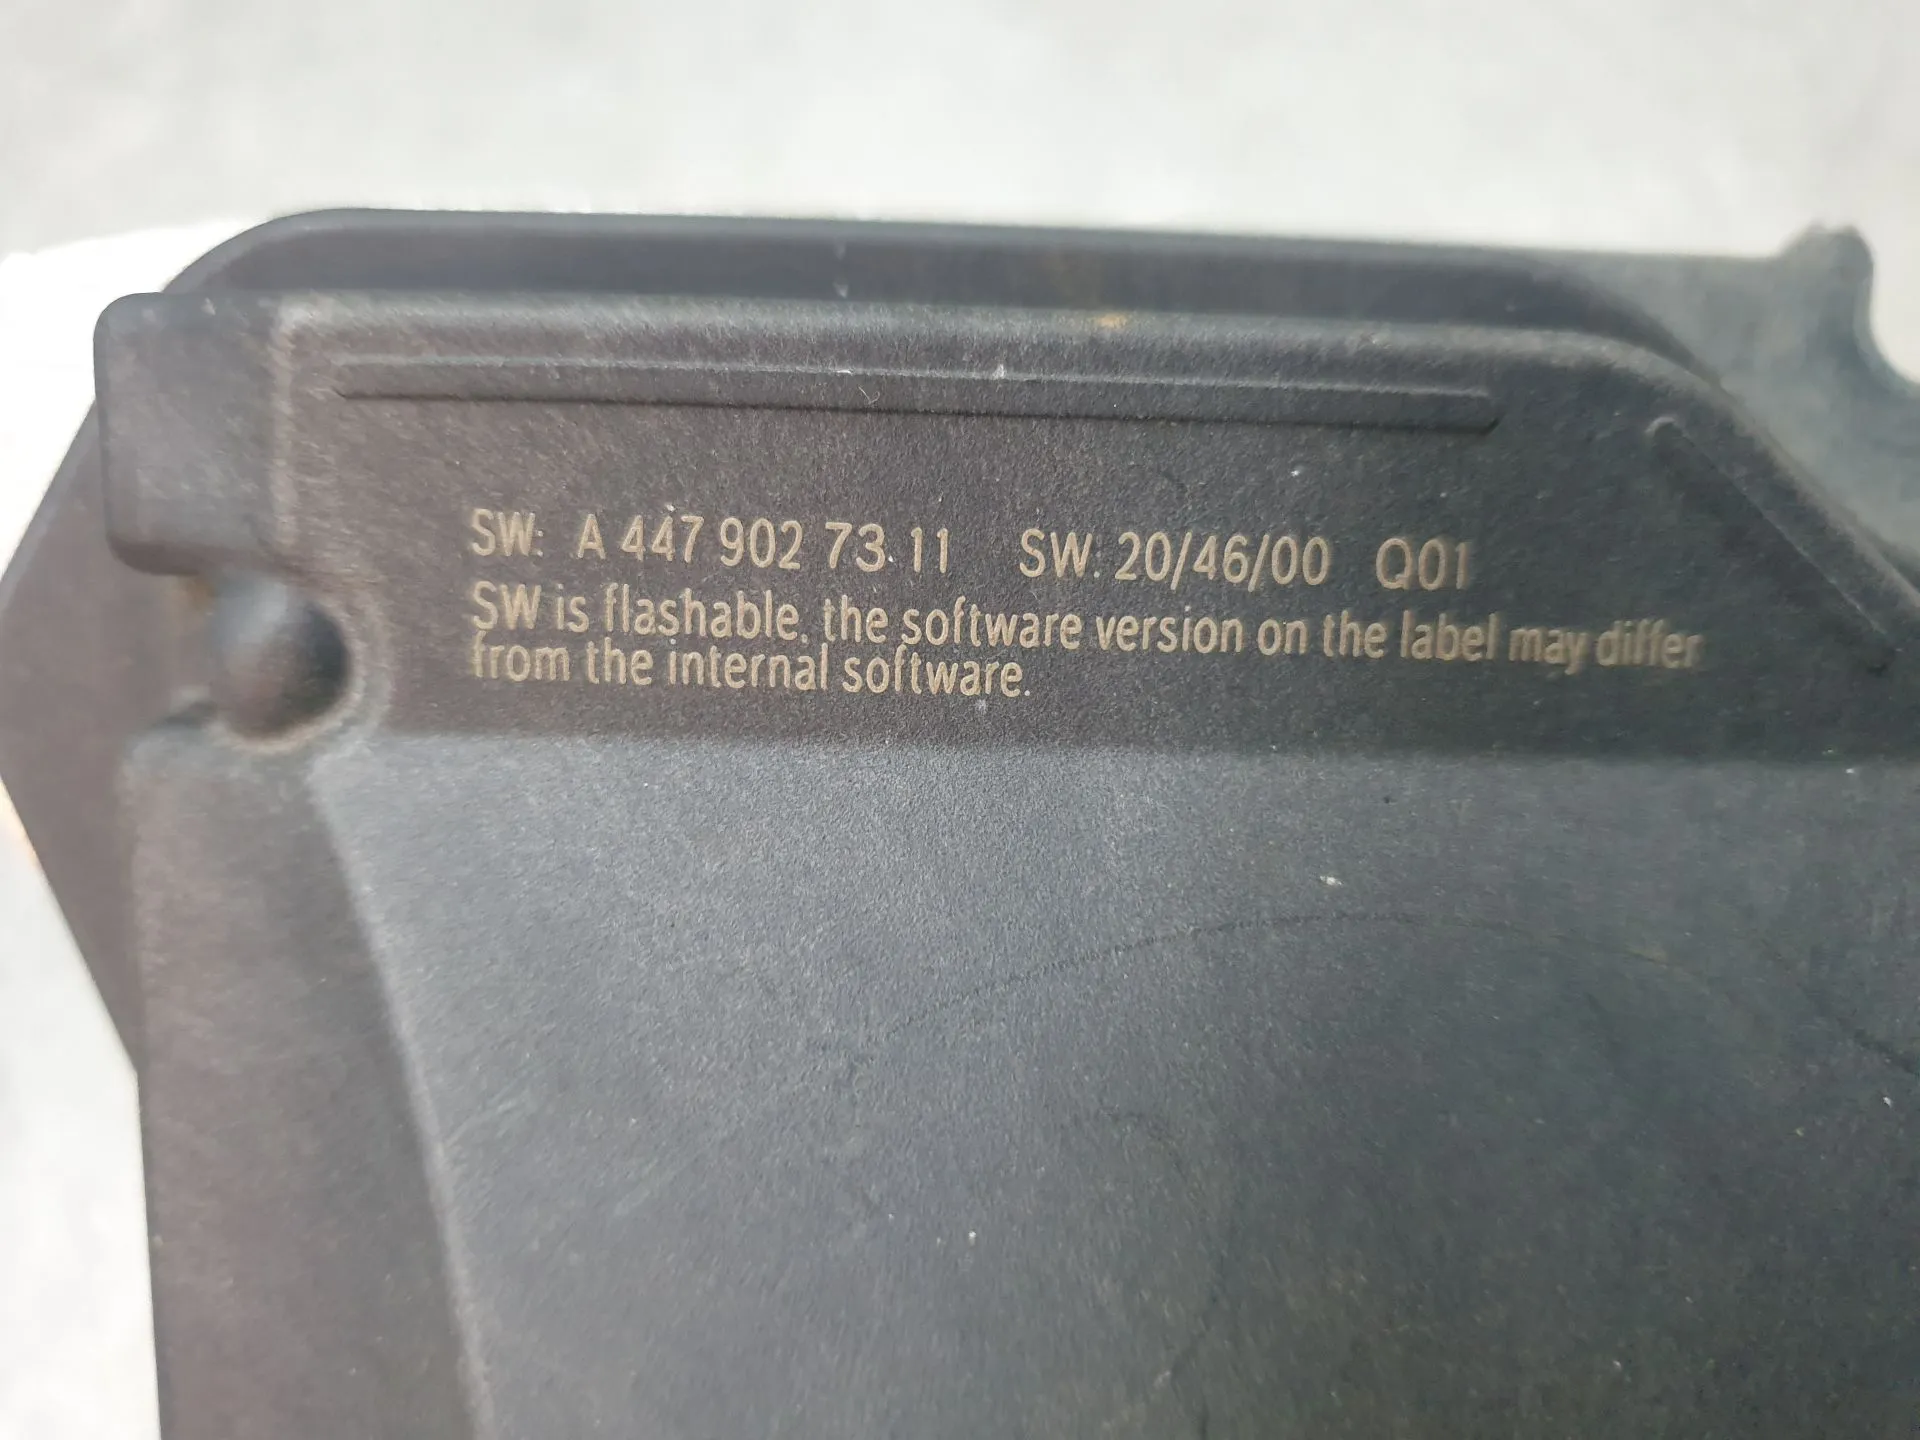 SW: A 447 902 73 11 SW: 20/46/00 Q01
SW is flashable, the software version on the label may differ
from the internal software.